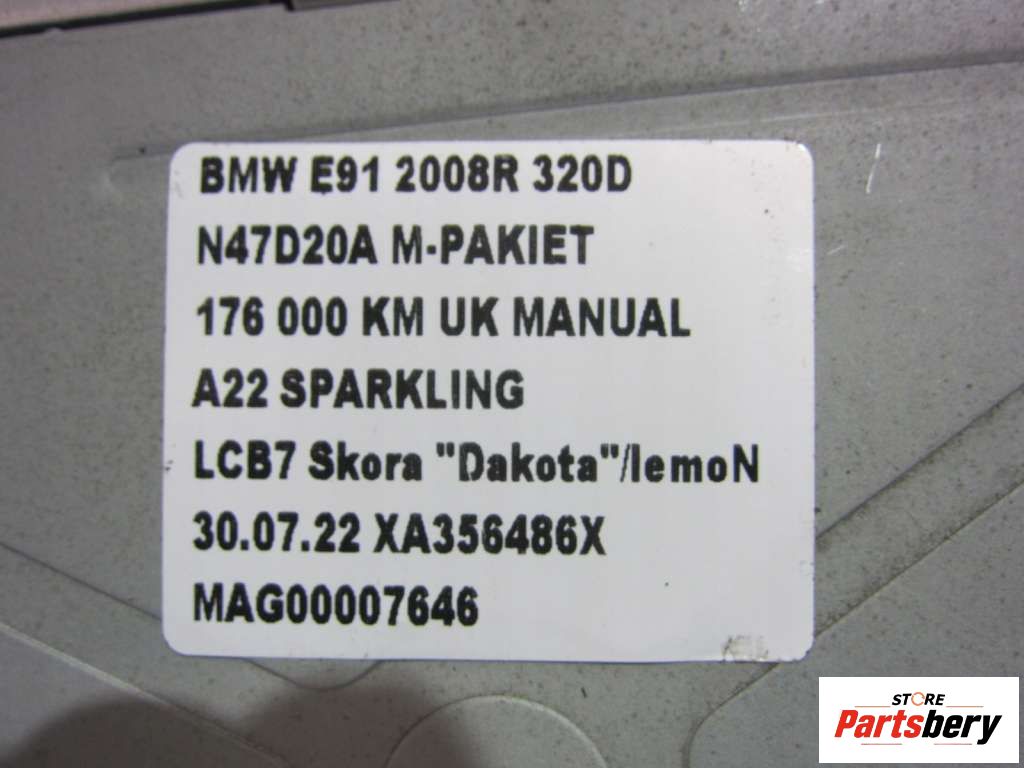 BMW E91 2008R 320D
N47D20A M-PAKIET
176 000 KM UK MANUAL
A22 SPARKLING
LCB7 Skora "Dakota"/lemoN
30.07.22 XA356486X
MAG00007646
STORE
Partsbery